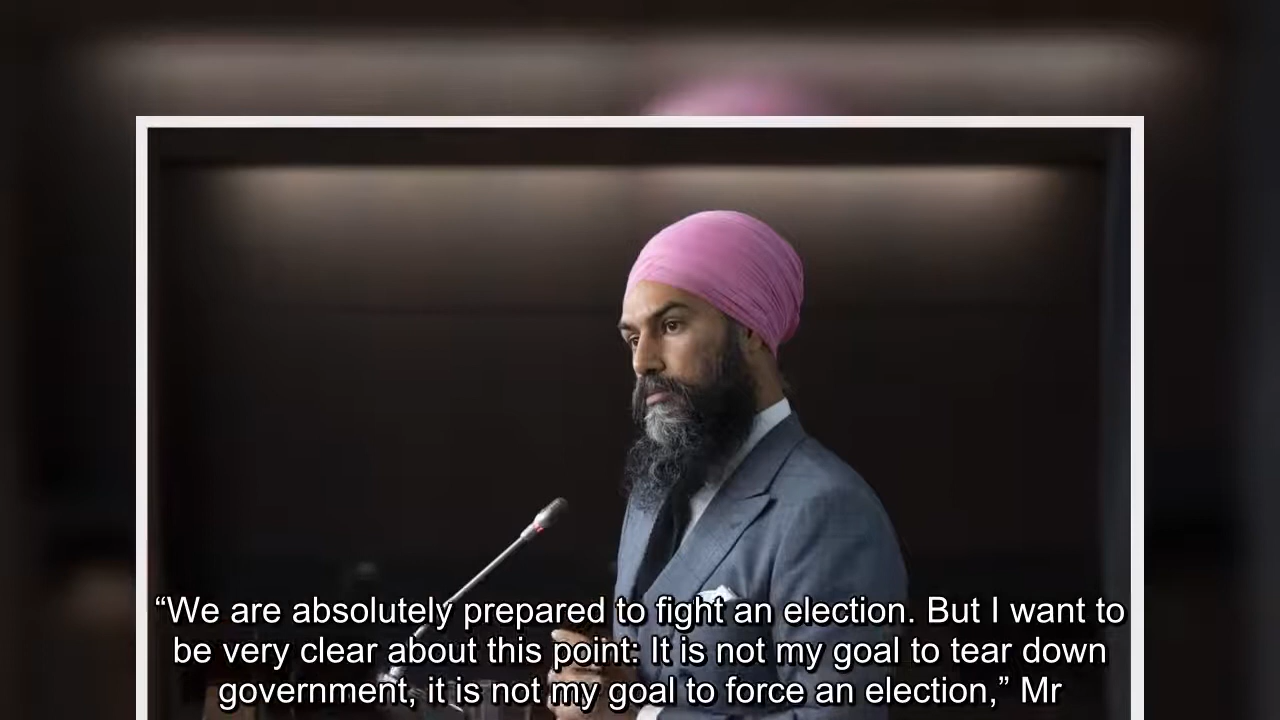 “We are absolutely prepared to fight an election. But I want to
be very clear about this point: It is not my goal to tear down
government, it is not my goal to force an election,” Mr